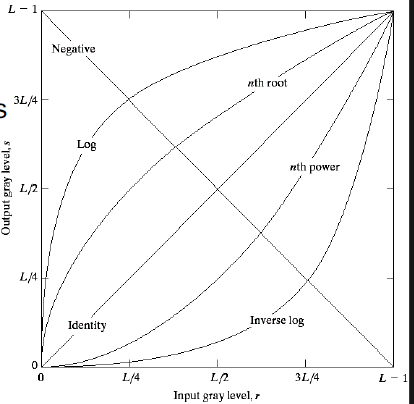 L − 1
Negative
nth root
3L/4
s
Log
Output gray level, s
L/2
nth power
L/4
Identity
Inverse log
0
0
L/4
L/2
3L/4
L − 1
Input gray level, r